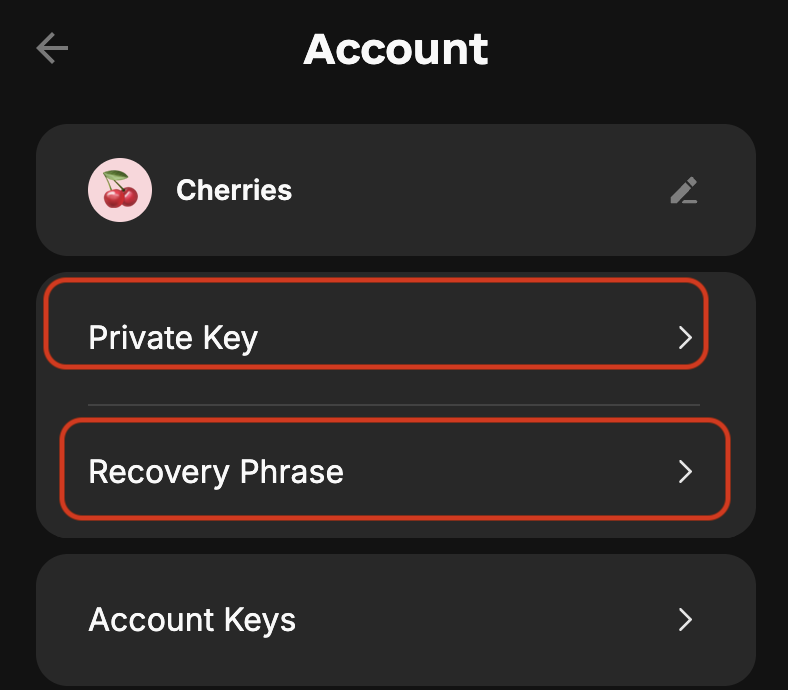 Account
Cherries
Private Key
Recovery Phrase
Account Keys